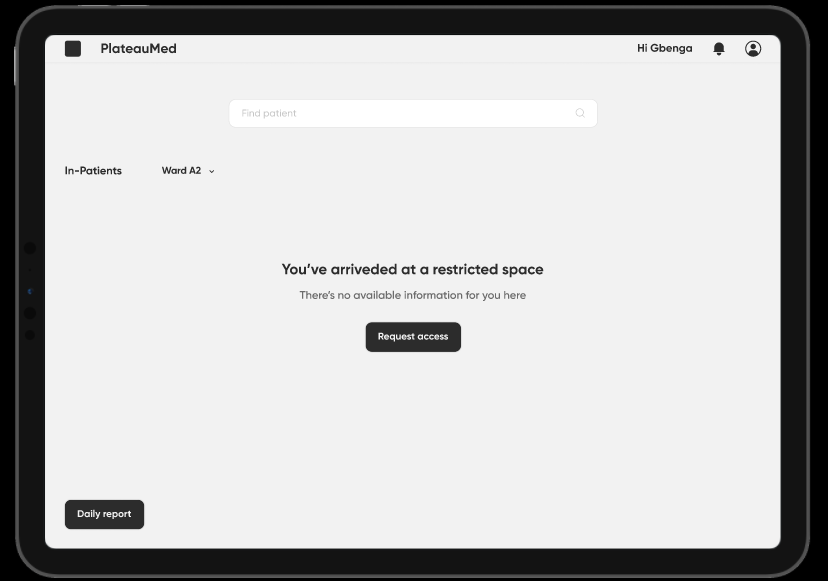 PlateauMed
Hi Gbenga
Find patient
In-Patients
Ward A2
You've arriveded at a restricted space
There's no available information for you here
Request access
Daily report